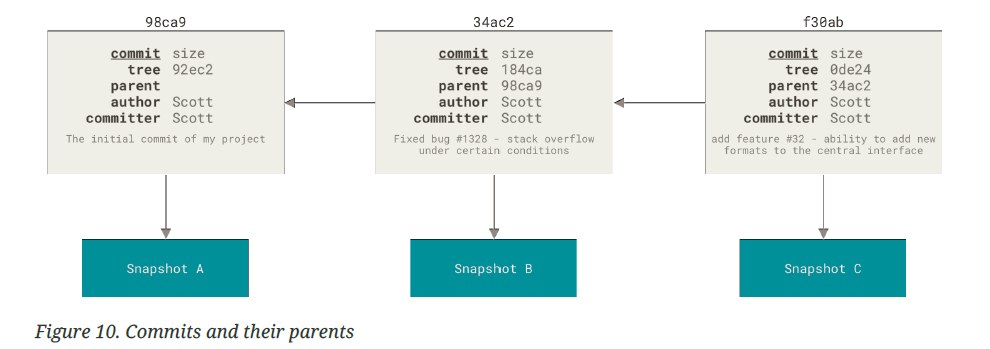 98ca9
commit size
tree 92ec2
parent
author Scott
committer Scott
The initial commit of my project
34ac2
commit size
tree 184ca
parent 98ca9
author Scott
committer Scott
Fixed bug #1328 - stack overflow
under certain conditions
f30ab
commit size
tree 0de24
parent 34ac2
author Scott
committer Scott
add feature #32 - ability to add new
formats to the central interface
Snapshot A
Snapshot B
Snapshot C
Figure 10. Commits and their parents